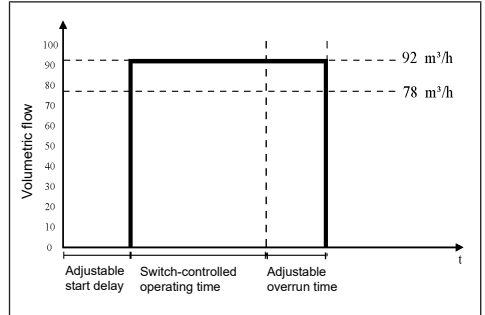 100
90
80
70
60
50
40
30
20
10
0
Volumetric flow
92 m³/h
78 m³/h
t
Adjustable
start delay
Switch-controlled
operating time
Adjustable
overrun time